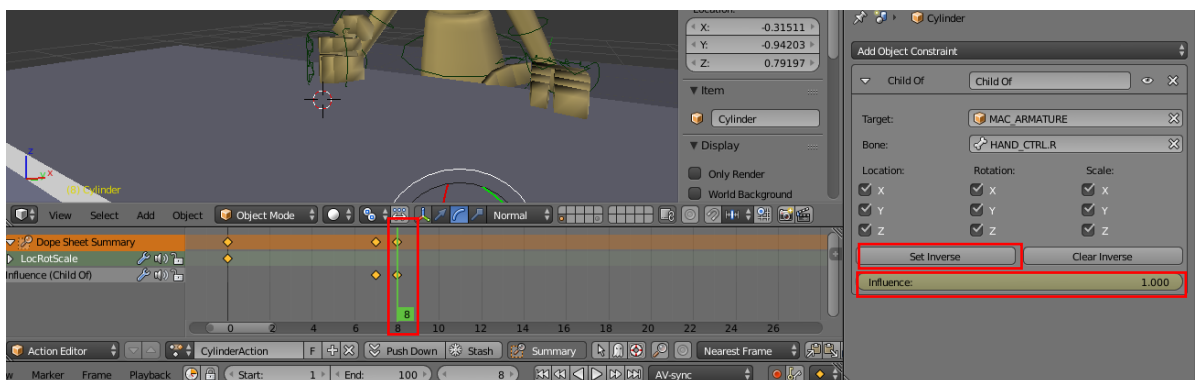 Location:
X: -0.31511
Y: -0.94203
Z: 0.79197
Item
Cylinder
Display
Only Render
World Background
z
y x
(8) Cylinder
View Select Add Object Object Mode Normal
Dope Sheet Summary
LocRotScale
Influence (Child Of)
8
0 2 4 6 8 10 12 14 16 18 20 22 24 26
Action Editor CylinderAction F Push Down Stash Summary Nearest Frame
Marker Frame Playback Start: 1 End: 100 8 AV-sync
Cylinder
Add Object Constraint
Child Of Child Of
Target: MAC_ARMATURE
Bone: HAND_CTRL.R
Location: Rotation: Scale:
X X X
Y Y Y
Z Z Z
Set Inverse Clear Inverse
Influence: 1.000